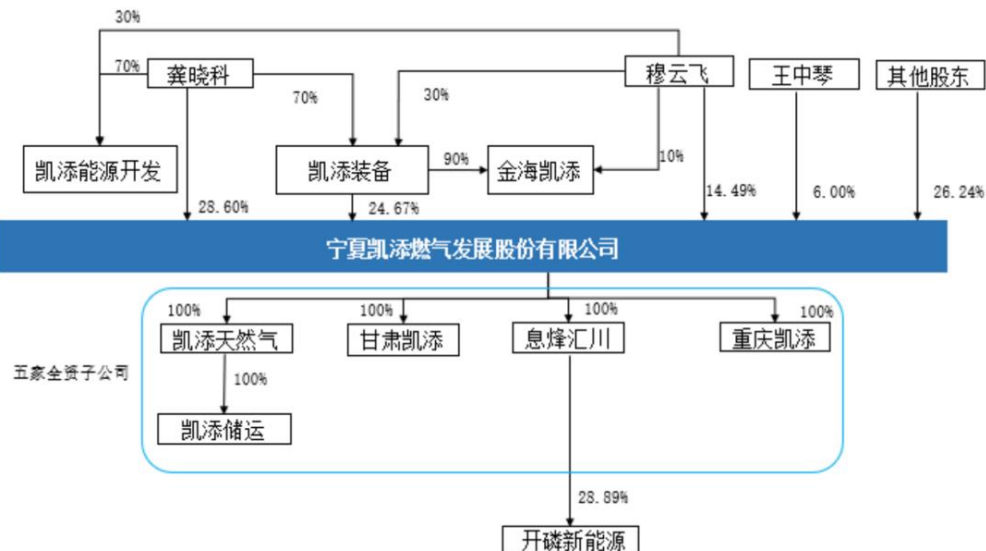 30%
70%
龚晓科
70%
30%
穆云飞
王中琴
其他股东
凯添能源开发
凯添装备
90%
金海凯添
10%
28.60%
24.67%
14.49%
6.00%
26.24%
宁夏凯添燃气发展股份有限公司
100%
100%
100%
100%
凯添天然气
甘肃凯添
息烽汇川
重庆凯添
五家全资子公司
100%
凯添储运
28.89%
开磷新能源